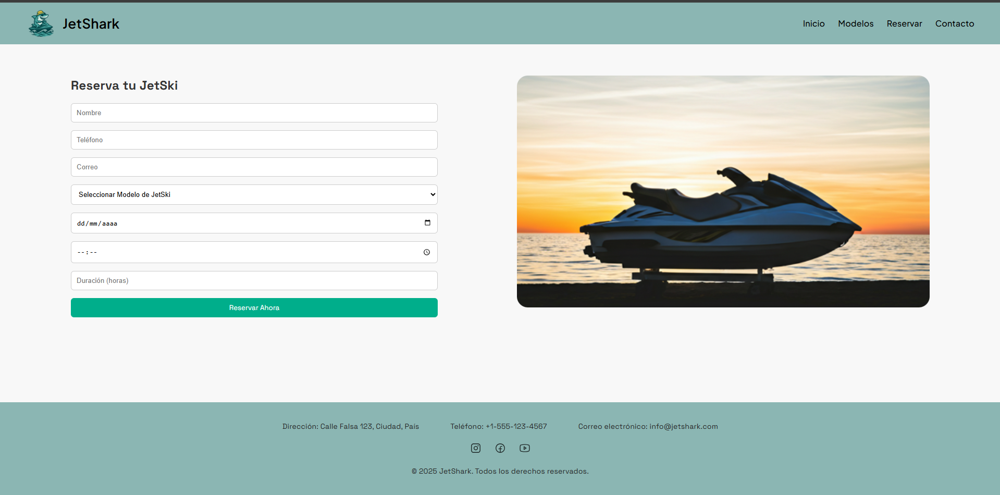 JetShark
Inicio Modelos Reservar Contacto
Reserva tu JetSki
Nombre
Teléfono
Correo
Seleccionar Modelo de JetSki
dd/mm/aaaa
--:--
Duración (horas)
Reservar Ahora
Dirección: Calle Falsa 123, Ciudad, País Teléfono: +1-555-123-4567 Correo electrónico: info@jetshark.com
© 2025 JetShark. Todos los derechos reservados.